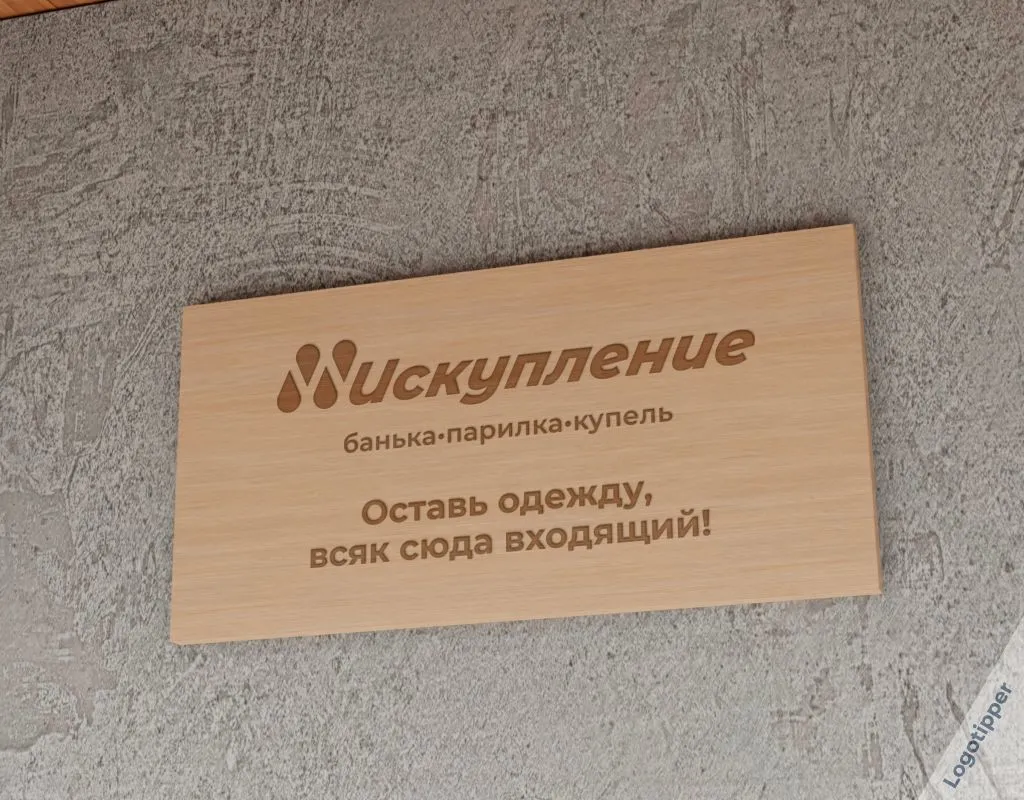 искупление
банька•парилка•купель
Оставь одежду,
всяк сюда входящий!
Logotipper